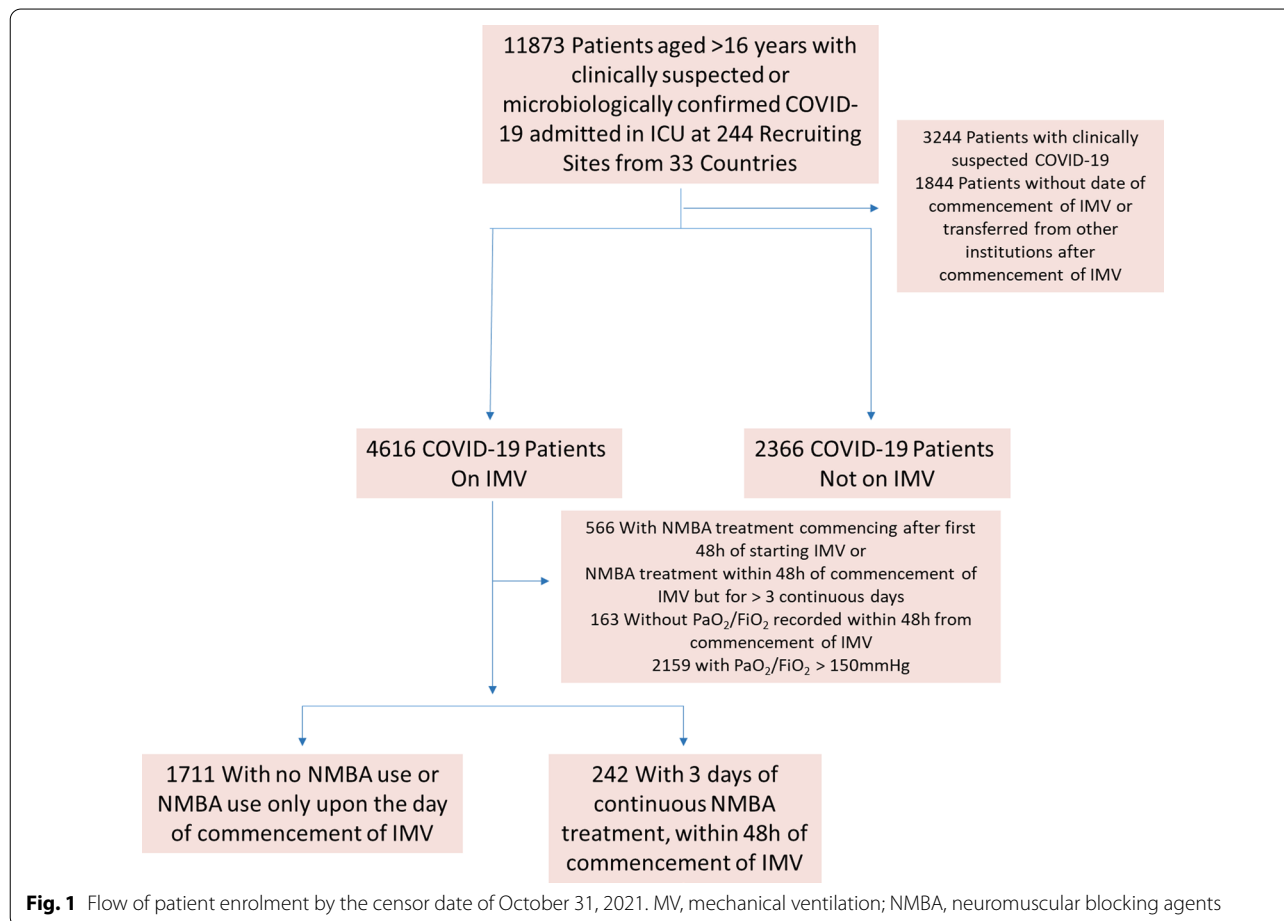 11873 Patients aged >16 years with
clinically suspected or
microbiologically confirmed COVID-
19 admitted in ICU at 244 Recruiting
Sites from 33 Countries
3244 Patients with clinically
suspected COVID-19
1844 Patients without date of
commencement of IMV or
transferred from other
institutions after
commencement of IMV
4616 COVID-19 Patients
On IMV
2366 COVID-19 Patients
Not on IMV
566 With NMBA treatment commencing after first
48h of starting IMV or
NMBA treatment within 48h of commencement of
IMV but for > 3 continuous days
163 Without PaO₂/FiO₂ recorded within 48h from
commencement of IMV
2159 with PaO₂/FiO₂ > 150mmHg
1711 With no NMBA use or
NMBA use only upon the day
of commencement of IMV
242 With 3 days of
continuous NMBA
treatment, within 48h of
commencement of IMV
Fig. 1 Flow of patient enrolment by the censor date of October 31, 2021. MV, mechanical ventilation; NMBA, neuromuscular blocking agents